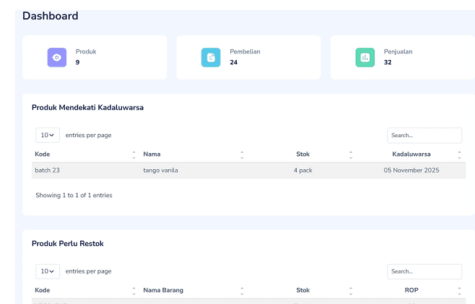 Dashboard
Produk
9
Pembelian
24
Penjualan
32
Produk Mendekati Kadaluwarsa
10 entries per page Search...
Kode Nama Stok Kadaluwarsa
batch 23 tango vanila 4 pack 05 November 2025
Showing 1 to 1 of 1 entries
Produk Perlu Restok
10 entries per page Search...
Kode Nama Barang Stok ROP